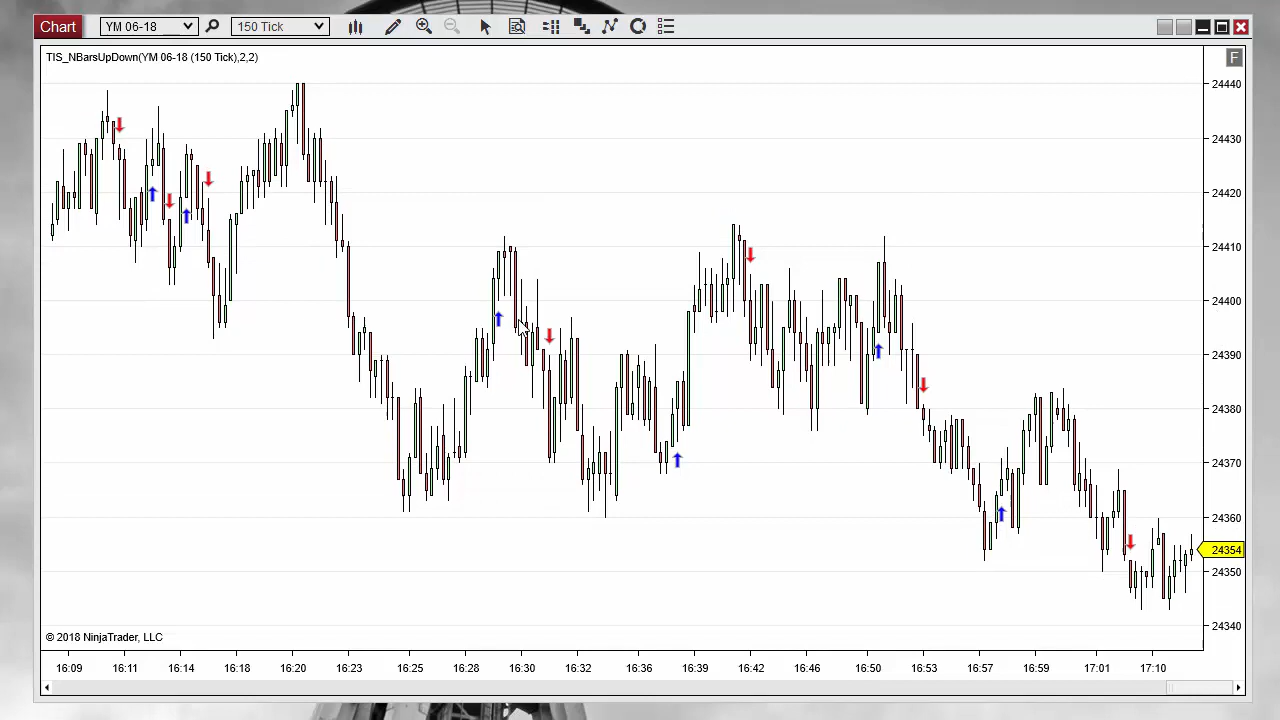 Chart YM 06-18 150 Tick
TIS_NBarsUpDown(YM 06-18 (150 Tick),2,2)
F
24440
24430
24420
24410
24400
24390
24380
24370
24360
24354
24350
24340
© 2018 NinjaTrader, LLC
16:09 16:11 16:14 16:18 16:20 16:23 16:25 16:28 16:30 16:32 16:36 16:39 16:42 16:46 16:50 16:53 16:57 16:59 17:01 17:10